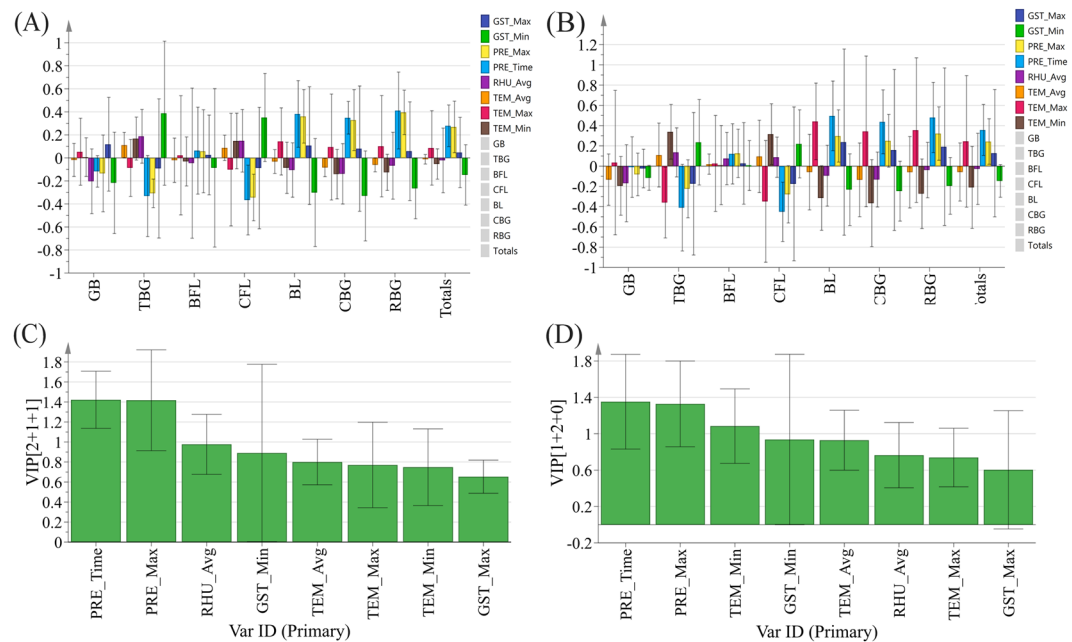 (A)
1
0.8
0.6
0.4
0.2
0
-0.2
-0.4
-0.6
-0.8
-1
GB
TBG
BFL
CFL
BL
CBG
RBG
Totals
GST_Max
GST_Min
PRE_Max
PRE_Time
RHU_Avg
TEM_Avg
TEM_Max
TEM_Min
GB
TBG
BFL
CFL
BL
CBG
RBG
Totals
(B)
1.2
1
0.8
0.6
0.4
0.2
0
-0.2
-0.4
-0.6
-0.8
-1
GB
TBG
BFL
CFL
BL
CBG
RBG
Totals
GST_Max
GST_Min
PRE_Max
PRE_Time
RHU_Avg
TEM_Avg
TEM_Max
TEM_Min
GB
TBG
BFL
CFL
BL
CBG
RBG
Totals
(C)
VIP[2+1+1]
1.8
1.6
1.4
1.2
1
0.8
0.6
0.4
0.2
0
PRE_Time
PRE_Max
RHU_Avg
GST_Min
TEM_Avg
TEM_Max
TEM_Min
GST_Max
Var ID (Primary)
(D)
VIP[1+2+0]
1.8
1.4
1
0.6
0.2
-0.2
PRE_Time
PRE_Max
TEM_Min
GST_Min
TEM_Avg
RHU_Avg
TEM_Max
GST_Max
Var ID (Primary)